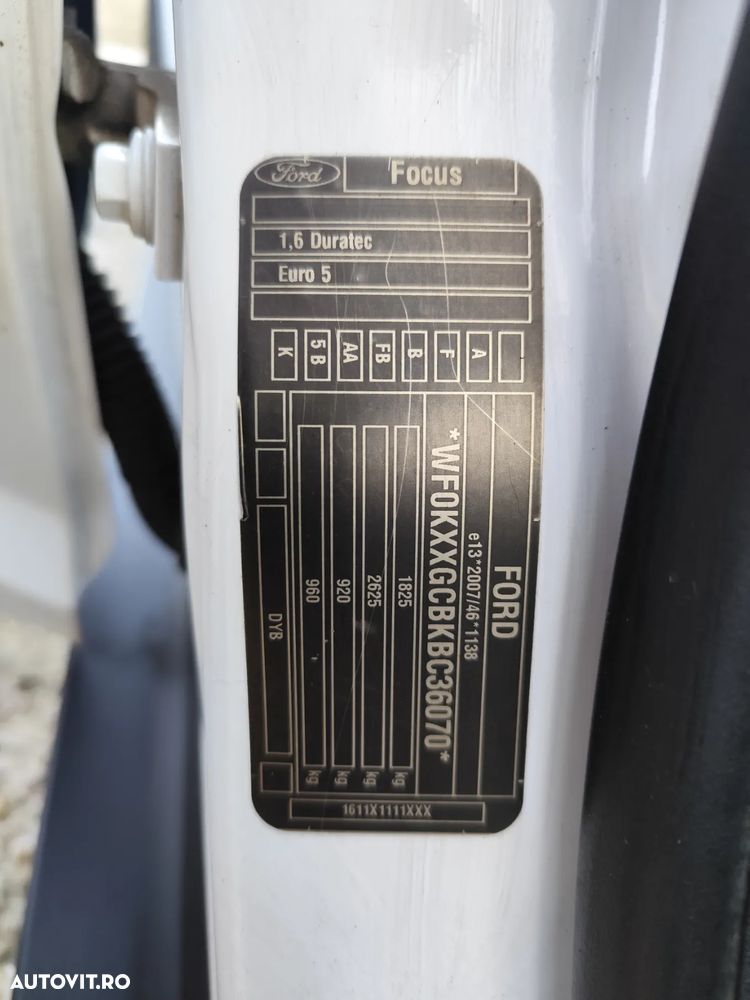 Ford
Focus
1,6 Duratec
Euro 5
K
5 B
AA
FB
B
F
A
FORD
e13*2007/46*1138
*WF0KXXGCBKBC36070*
1825 kg
2625 kg
920 kg
960 kg
DYB
1611X1111XXX
AUTOVIT.RO